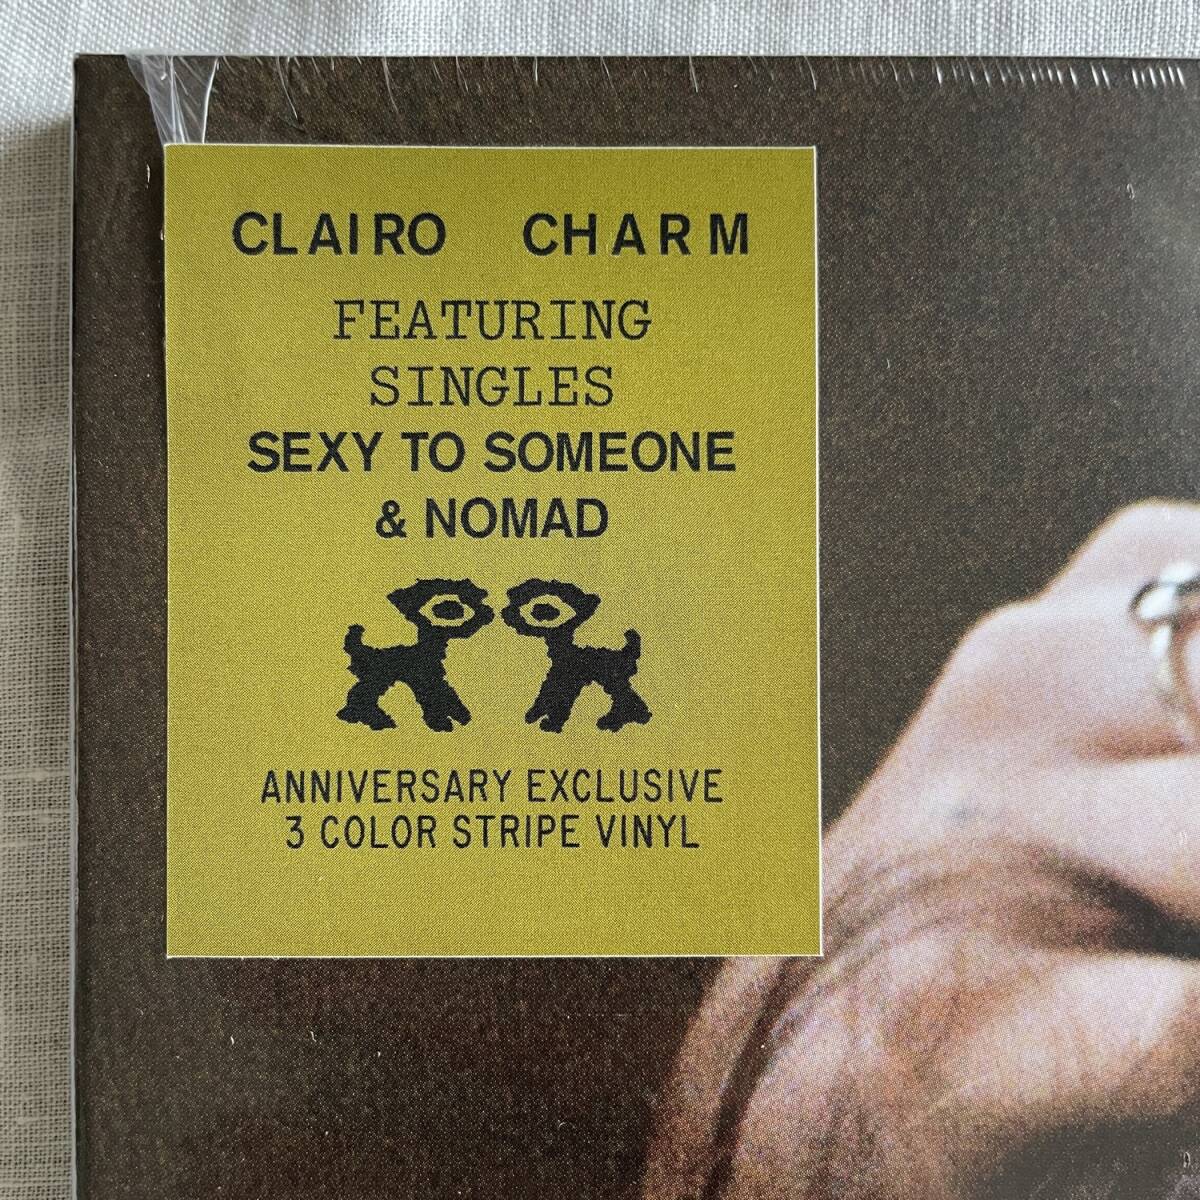 CLAIRO CHARM
FEATURING
SINGLES
SEXY TO SOMEONE
& NOMAD
ANNIVERSARY EXCLUSIVE
3 COLOR STRIPE VINYL